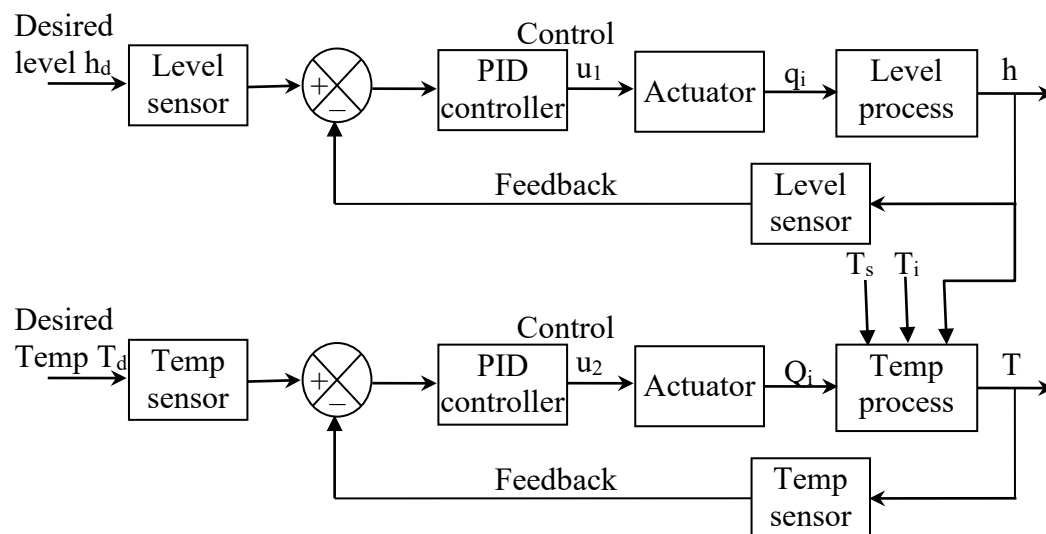 Desired
level hd
Level
sensor
+
−
PID
controller
Control
u1
Actuator
qi
Level
process
h
Feedback
Level
sensor
Ts
Ti
Desired
Temp Td
Temp
sensor
+
−
PID
controller
Control
u2
Actuator
Qi
Temp
process
T
Feedback
Temp
sensor